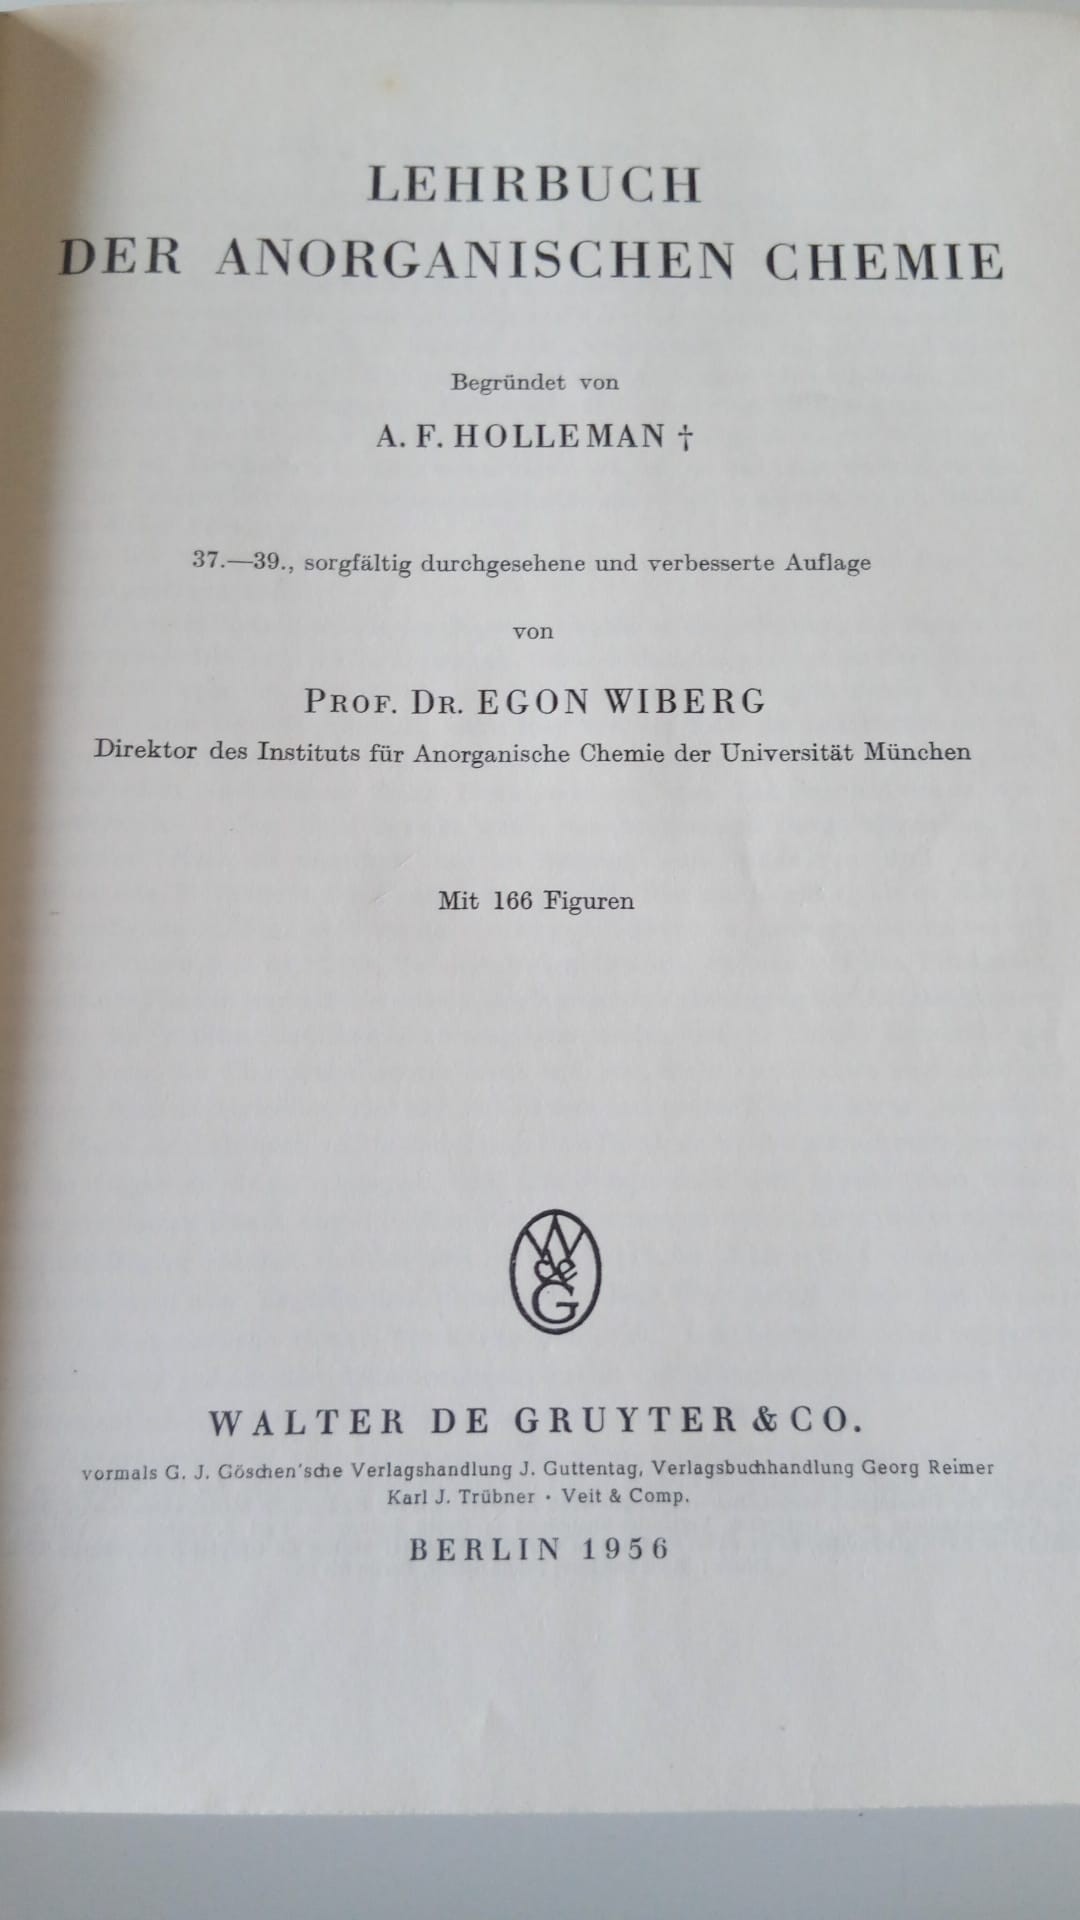 LEHRBUCH
DER ANORGANISCHEN CHEMIE
Begründet von
A. F. HOLLEMAN †
37.—39., sorgfältig durchgesehene und verbesserte Auflage
von
PROF. DR. EGON WIBERG
Direktor des Instituts für Anorganische Chemie der Universität München
Mit 166 Figuren
W
de
G
WALTER DE GRUYTER & CO.
vormals G. J. Göschen'sche Verlagshandlung J. Guttentag, Verlagsbuchhandlung Georg Reimer
Karl J. Trübner · Veit & Comp.
BERLIN 1956